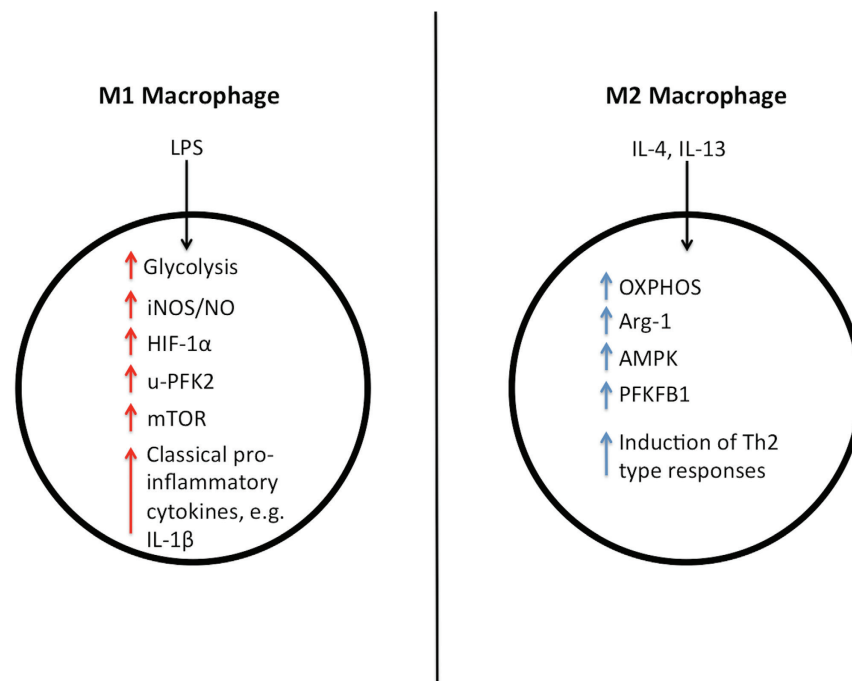 M1 Macrophage
LPS
Glycolysis
iNOS/NO
HIF-1α
u-PFK2
mTOR
Classical pro-
inflammatory
cytokines, e.g.
IL-1β
M2 Macrophage
IL-4, IL-13
OXPHOS
Arg-1
AMPK
PFKFB1
Induction of Th2
type responses